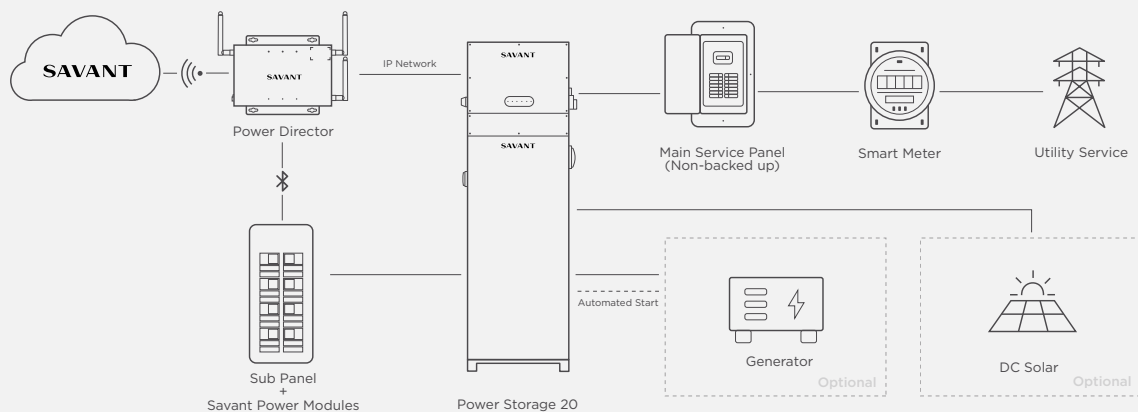 SAVANT
SAVANT
Power Director
IP Network
SAVANT
SAVANT
Main Service Panel
(Non-backed up)
Smart Meter
Utility Service
Sub Panel
+
Savant Power Modules
Power Storage 20
Automated Start
Generator
Optional
DC Solar
Optional